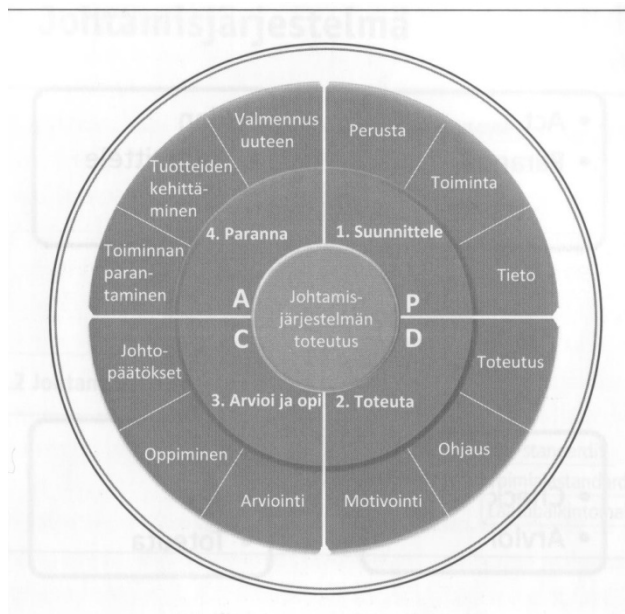 Valmennus
uuteen
Perusta
Tuotteiden
kehittä-
minen
Toiminta
4. Paranna
1. Suunnittele
Toiminnan
paran-
taminen
Tieto
A
P
Johtamis-
järjestelmän
toteutus
C
D
Johto-
päätökset
Toteutus
3. Arvioi ja opi
2. Toteuta
Oppiminen
Ohjaus
Arviointi
Motivointi